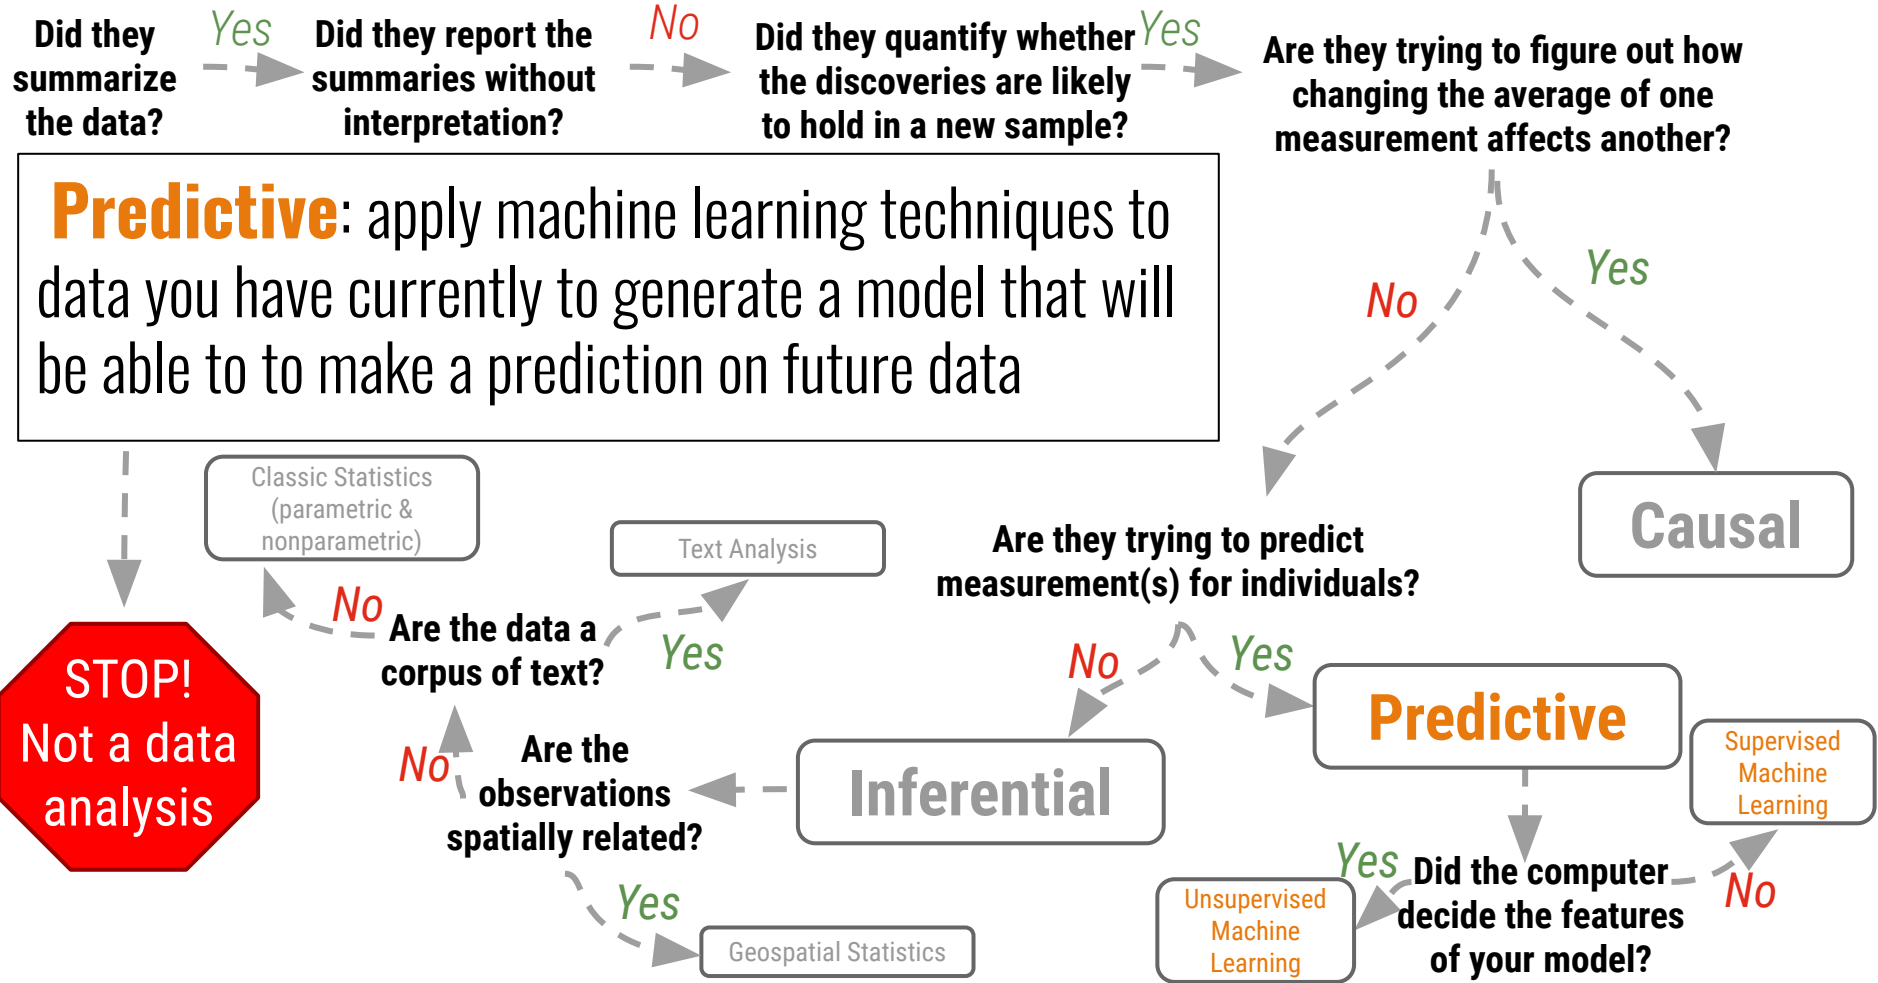 Did they
summarize
the data?
Yes
Did they report the
summaries without
interpretation?
No
Did they quantify whether
the discoveries are likely
to hold in a new sample?
Yes
Are they trying to figure out how
changing the average of one
measurement affects another?
Predictive: apply machine learning techniques to
data you have currently to generate a model that will
be able to to make a prediction on future data
No
Yes
Causal
Are they trying to predict
measurement(s) for individuals?
No
Yes
Predictive
Did the computer
decide the features
of your model?
No
Supervised
Machine
Learning
Yes
Unsupervised
Machine
Learning
Inferential
Are the
observations
spatially related?
Yes
Geospatial Statistics
No
Are the data a
corpus of text?
Yes
Text Analysis
No
Classic Statistics
(parametric &
nonparametric)
STOP!
Not a data
analysis